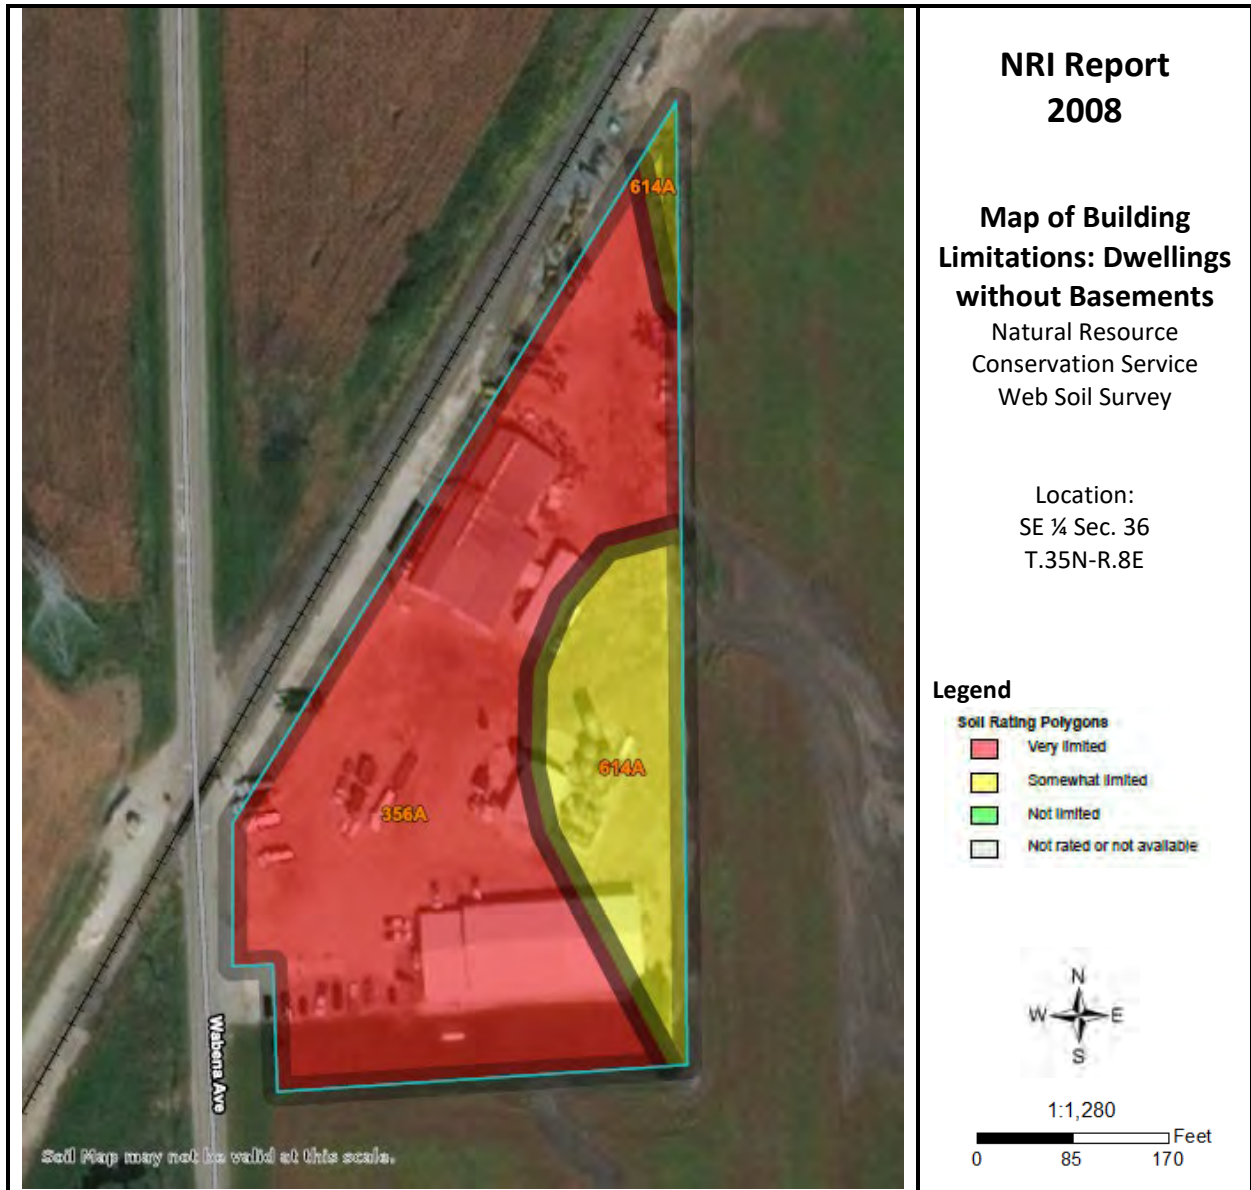 614A
614A
356A
Wabena Ave
Soil Map may not be valid at this scale.
NRI Report
2008
Map of Building
Limitations: Dwellings
without Basements
Natural Resource
Conservation Service
Web Soil Survey
Location:
SE ¼ Sec. 36
T.35N-R.8E
Legend
Soil Rating Polygons
Very limited
Somewhat limited
Not limited
Not rated or not available
N
W E
S
1:1,280
Feet
0 85 170